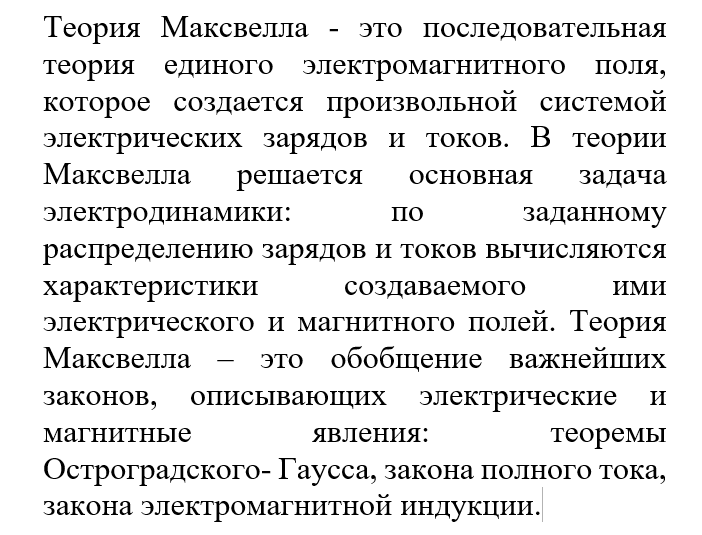 Теория Максвелла - это последовательная
теория единого электромагнитного поля,
которое создается произвольной системой
электрических зарядов и токов. В теории
Максвелла решается основная задача
электродинамики: по заданному
распределению зарядов и токов вычисляются
характеристики создаваемого ими
электрического и магнитного полей. Теория
Максвелла – это обобщение важнейших
законов, описывающих электрические и
магнитные явления: теоремы
Остроградского- Гаусса, закона полного тока,
закона электромагнитной индукции.